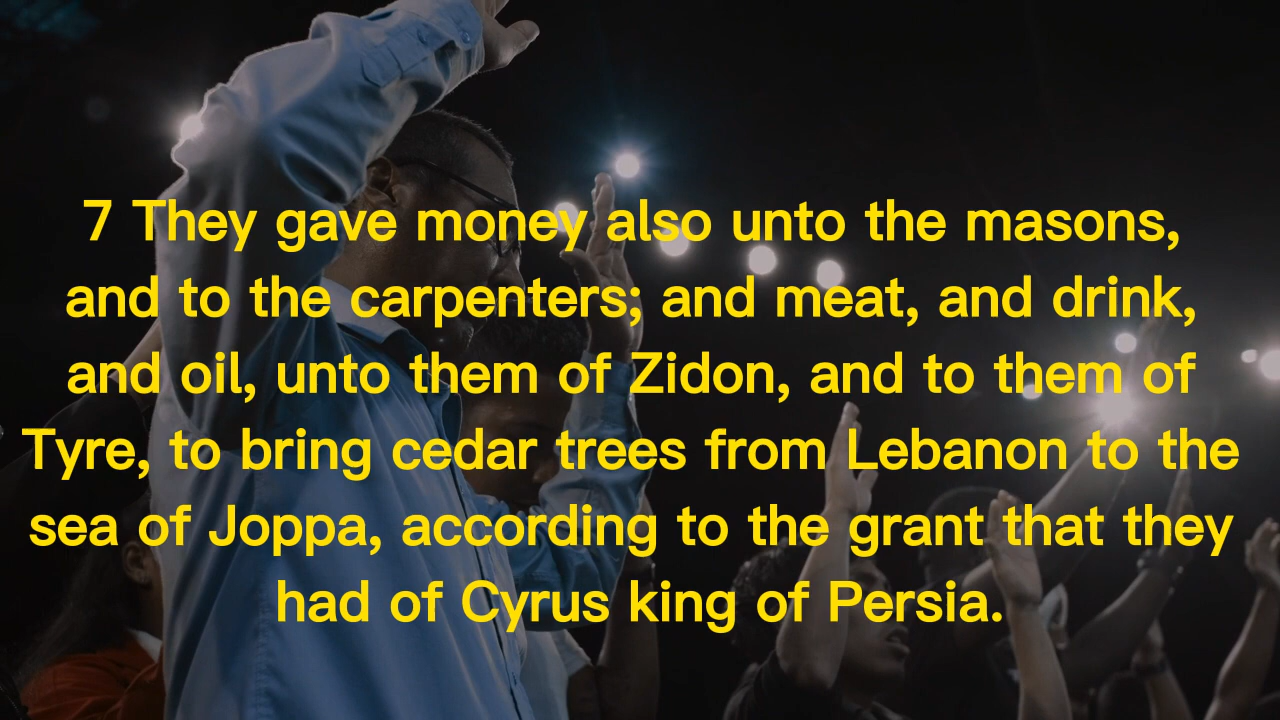 7 They gave money also unto the masons,
and to the carpenters; and meat, and drink,
and oil, unto them of Zidon, and to them of
Tyre, to bring cedar trees from Lebanon to the
sea of Joppa, according to the grant that they
had of Cyrus king of Persia.